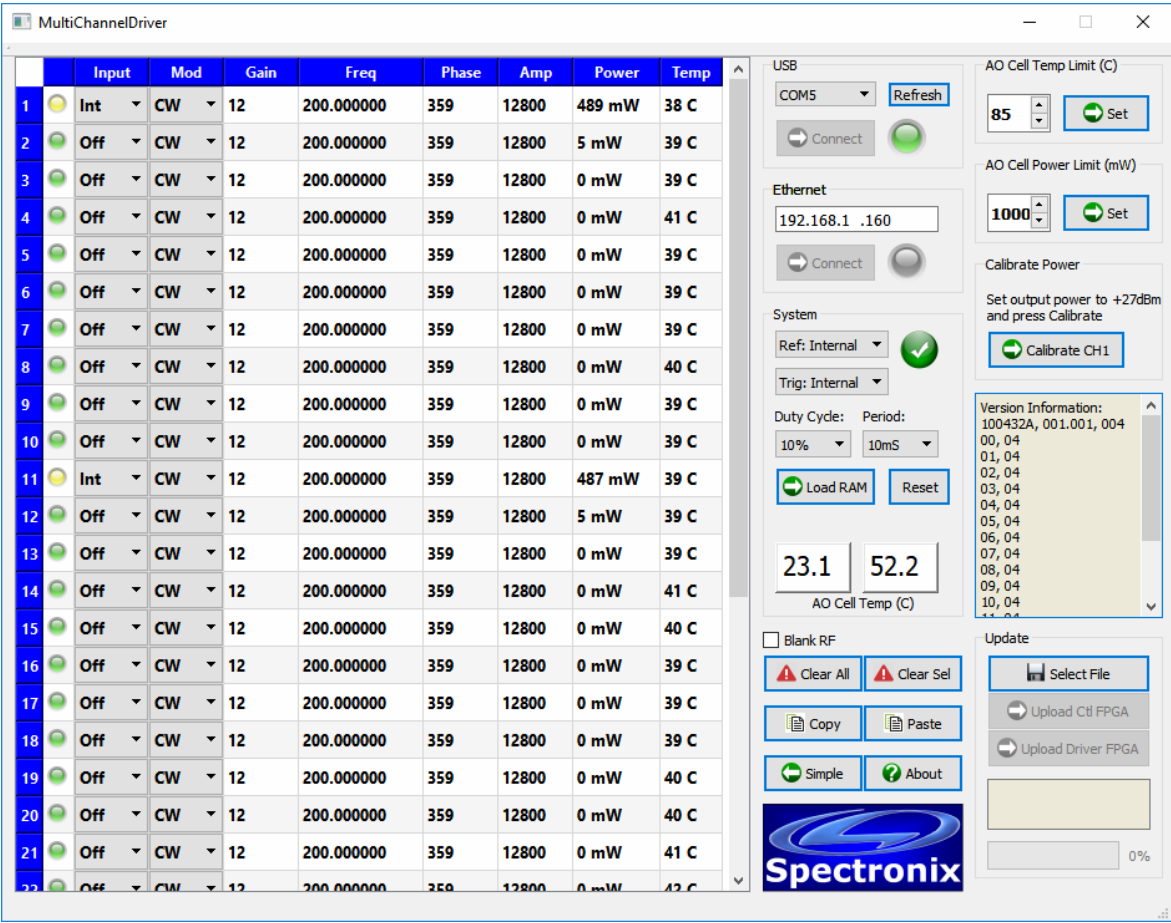 MultiChannelDriver
Input Mod Gain Freq Phase Amp Power Temp
1 Int CW 12 200.000000 359 12800 489 mW 38 C
2 Off CW 12 200.000000 359 12800 5 mW 39 C
3 Off CW 12 200.000000 359 12800 0 mW 39 C
4 Off CW 12 200.000000 359 12800 0 mW 41 C
5 Off CW 12 200.000000 359 12800 0 mW 39 C
6 Off CW 12 200.000000 359 12800 0 mW 39 C
7 Off CW 12 200.000000 359 12800 0 mW 39 C
8 Off CW 12 200.000000 359 12800 0 mW 40 C
9 Off CW 12 200.000000 359 12800 0 mW 39 C
10 Off CW 12 200.000000 359 12800 0 mW 39 C
11 Int CW 12 200.000000 359 12800 487 mW 39 C
12 Off CW 12 200.000000 359 12800 5 mW 39 C
13 Off CW 12 200.000000 359 12800 0 mW 39 C
14 Off CW 12 200.000000 359 12800 0 mW 41 C
15 Off CW 12 200.000000 359 12800 0 mW 40 C
16 Off CW 12 200.000000 359 12800 0 mW 39 C
17 Off CW 12 200.000000 359 12800 0 mW 39 C
18 Off CW 12 200.000000 359 12800 0 mW 39 C
19 Off CW 12 200.000000 359 12800 0 mW 40 C
20 Off CW 12 200.000000 359 12800 0 mW 40 C
21 Off CW 12 200.000000 359 12800 0 mW 41 C
22 Off CW 12 200.000000 359 12800 0 mW 42 C
USB
COM5 Refresh
Connect
Ethernet
192.168.1 .160
Connect
System
Ref: Internal
Trig: Internal
Duty Cycle: Period:
10% 10mS
Load RAM Reset
23.1 52.2
AO Cell Temp (C)
Blank RF
Clear All Clear Sel
Copy Paste
Simple About
Spectronix
AO Cell Temp Limit (C)
85 Set
AO Cell Power Limit (mW)
1000 Set
Calibrate Power
Set output power to +27dBm
and press Calibrate
Calibrate CH1
Version Information:
100432A, 001.001, 004
00, 04
01, 04
02, 04
03, 04
04, 04
05, 04
06, 04
07, 04
08, 04
09, 04
10, 04
11, 04
Update
Select File
Upload Ctl FPGA
Upload Driver FPGA
0%